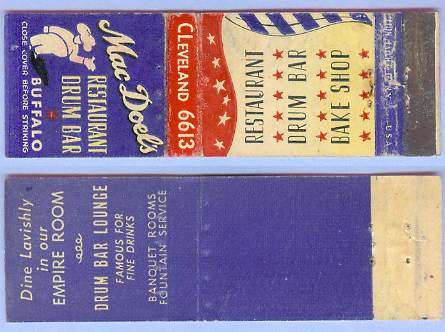 Mac Doel's
RESTAURANT
DRUM BAR
BUFFALO
CLOSE COVER BEFORE STRIKING
CLEVELAND 6613
RESTAURANT
DRUM BAR
BAKE SHOP
U.S.A.
Dine Lavishly
in our
EMPIRE ROOM
DRUM BAR LOUNGE
FAMOUS FOR
FINE DRINKS
BANQUET ROOMS
FOUNTAIN SERVICE